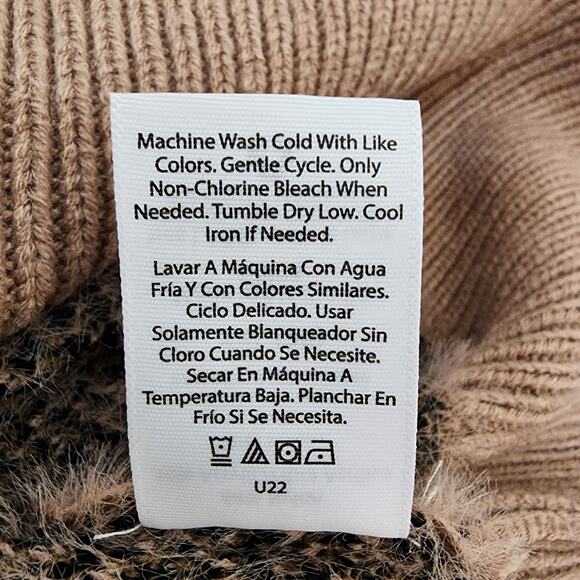 Machine Wash Cold With Like
Colors. Gentle Cycle. Only
Non-Chlorine Bleach When
Needed. Tumble Dry Low. Cool
Iron If Needed.
Lavar A Máquina Con Agua
Fría Y Con Colores Similares.
Ciclo Delicado. Usar
Solamente Blanqueador Sin
Cloro Cuando Se Necesite.
Secar En Máquina A
Temperatura Baja. Planchar En
Frío Si Se Necesita.
U22